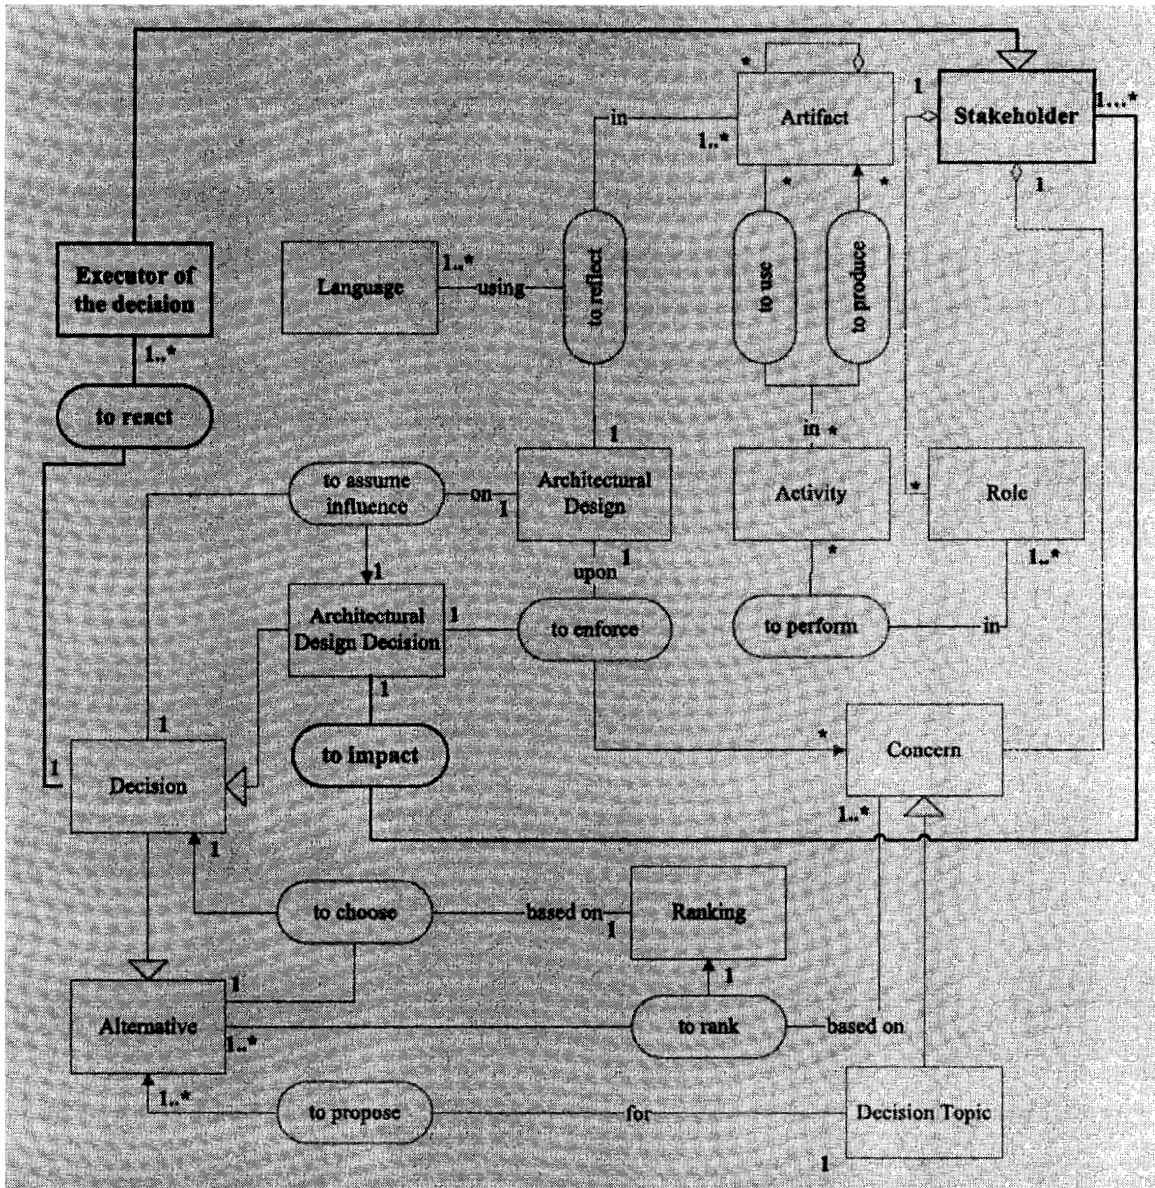 *
Artifact
1
Stakeholder
1...*
in
1..*
*
*
1
Executor of
the decision
Language
1..*
using
to reflect
to use
to produce
1..*
to react
1
in *
to assume
influence
on
1
Architectural
Design
Activity
*
Role
1
upon
*
1..*
1
Architectural
Design Decision
1
to enforce
to perform
in
1
1
to impact
*
Concern
1
Decision
1..*
1
to choose
based on
1
Ranking
1
1
Alternative
1..*
to rank
based on
1..*
to propose
for
Decision Topic
1